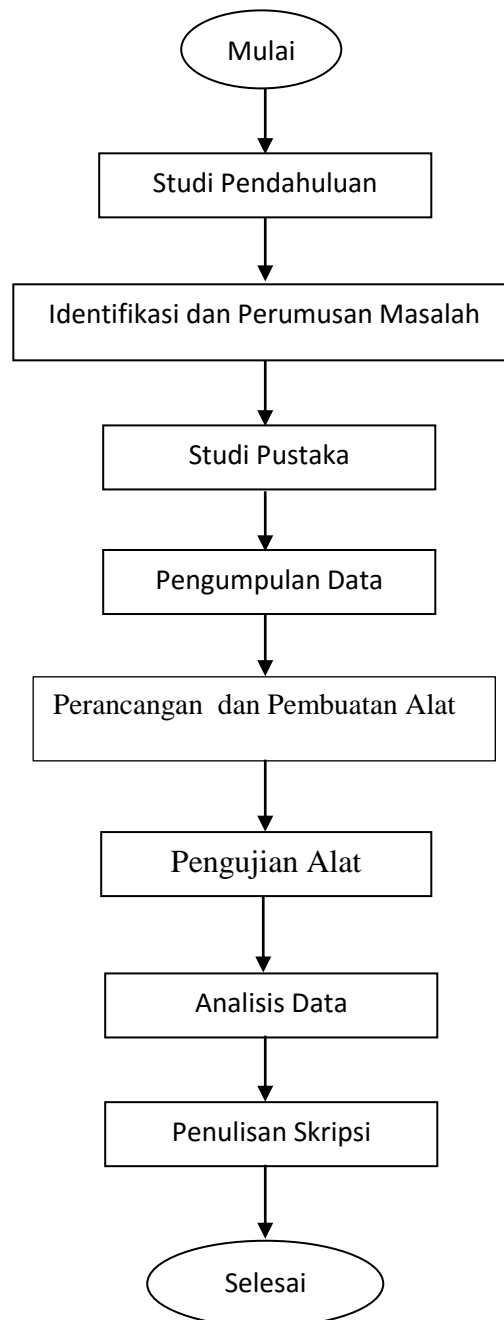 Mulai
Studi Pendahuluan
Identifikasi dan Perumusan Masalah
Studi Pustaka
Pengumpulan Data
Perancangan  dan Pembuatan Alat
Pengujian Alat
Analisis Data
Penulisan Skripsi
Selesai